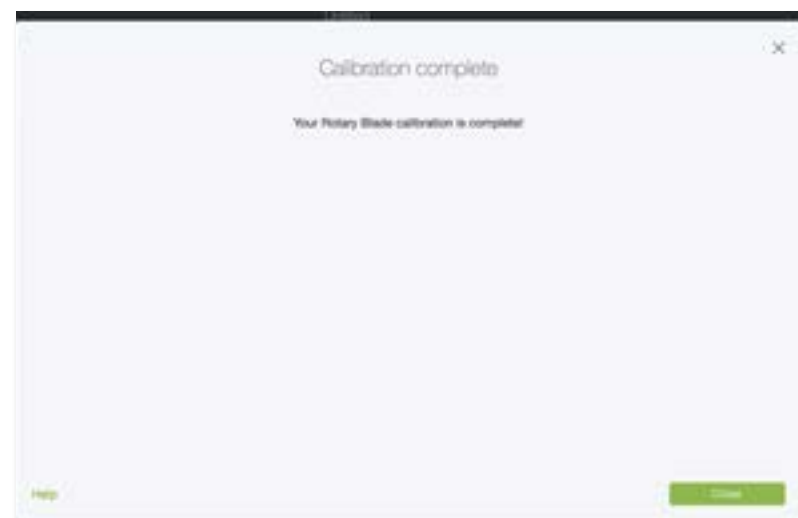 Calibration complete
Your Rotary Blade calibration is complete!
Help
Close